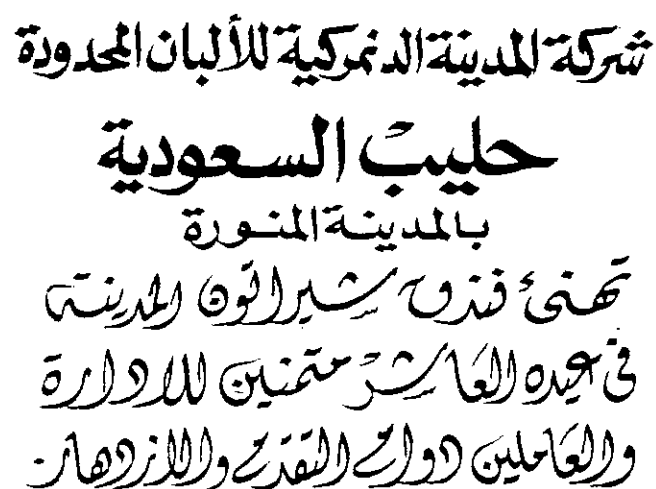 شركة المدينة الدنمركية للألبان المحدودة
حليب السعودية
بالمدينة المنورة
تهنئ فندق شيراتون المدينة
في عيده العاشر متمنين للادارة
والعاملين دوام التقدم والازدهار.